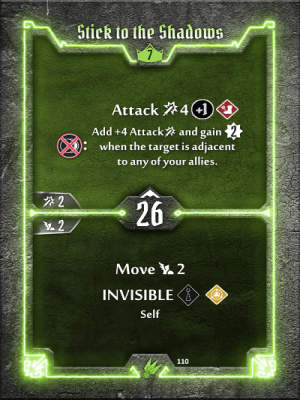 Stick to the Shadows
7
Attack 4 +1
Add +4 Attack and gain 2
: when the target is adjacent
to any of your allies.
2
26
2
Move 2
INVISIBLE
Self
110